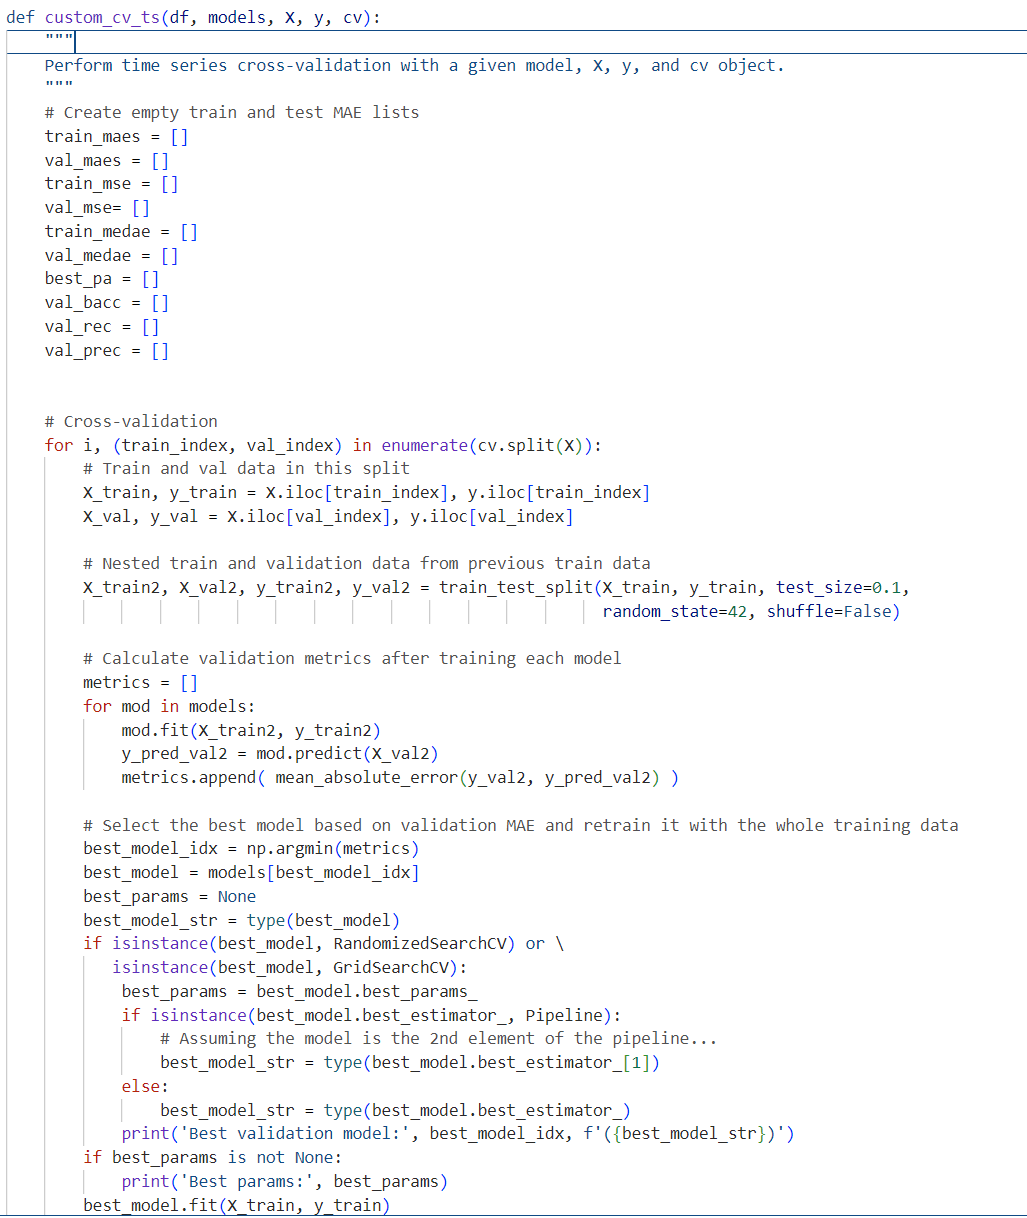 def custom_cv_ts(df, models, X, y, cv):
    """
    Perform time series cross-validation with a given model, X, y, and cv object.
    """
    # Create empty train and test MAE lists
    train_maes = []
    val_maes = []
    train_mse = []
    val_mse= []
    train_medae = []
    val_medae = []
    best_pa = []
    val_bacc = []
    val_rec = []
    val_prec = []
    # Cross-validation
    for i, (train_index, val_index) in enumerate(cv.split(X)):
        # Train and val data in this split
        X_train, y_train = X.iloc[train_index], y.iloc[train_index]
        X_val, y_val = X.iloc[val_index], y.iloc[val_index]
        # Nested train and validation data from previous train data
        X_train2, X_val2, y_train2, y_val2 = train_test_split(X_train, y_train, test_size=0.1,
                                                              random_state=42, shuffle=False)
        # Calculate validation metrics after training each model
        metrics = []
        for mod in models:
            mod.fit(X_train2, y_train2)
            y_pred_val2 = mod.predict(X_val2)
            metrics.append( mean_absolute_error(y_val2, y_pred_val2) )
        # Select the best model based on validation MAE and retrain it with the whole training data
        best_model_idx = np.argmin(metrics)
        best_model = models[best_model_idx]
        best_params = None
        best_model_str = type(best_model)
        if isinstance(best_model, RandomizedSearchCV) or \
           isinstance(best_model, GridSearchCV):
            best_params = best_model.best_params_
            if isinstance(best_model.best_estimator_, Pipeline):
                # Assuming the model is the 2nd element of the pipeline...
                best_model_str = type(best_model.best_estimator_[1])
            else:
                best_model_str = type(best_model.best_estimator_)
            print('Best validation model:', best_model_idx, f'({best_model_str})')
        if best_params is not None:
            print('Best params:', best_params)
        best_model.fit(X_train, y_train)